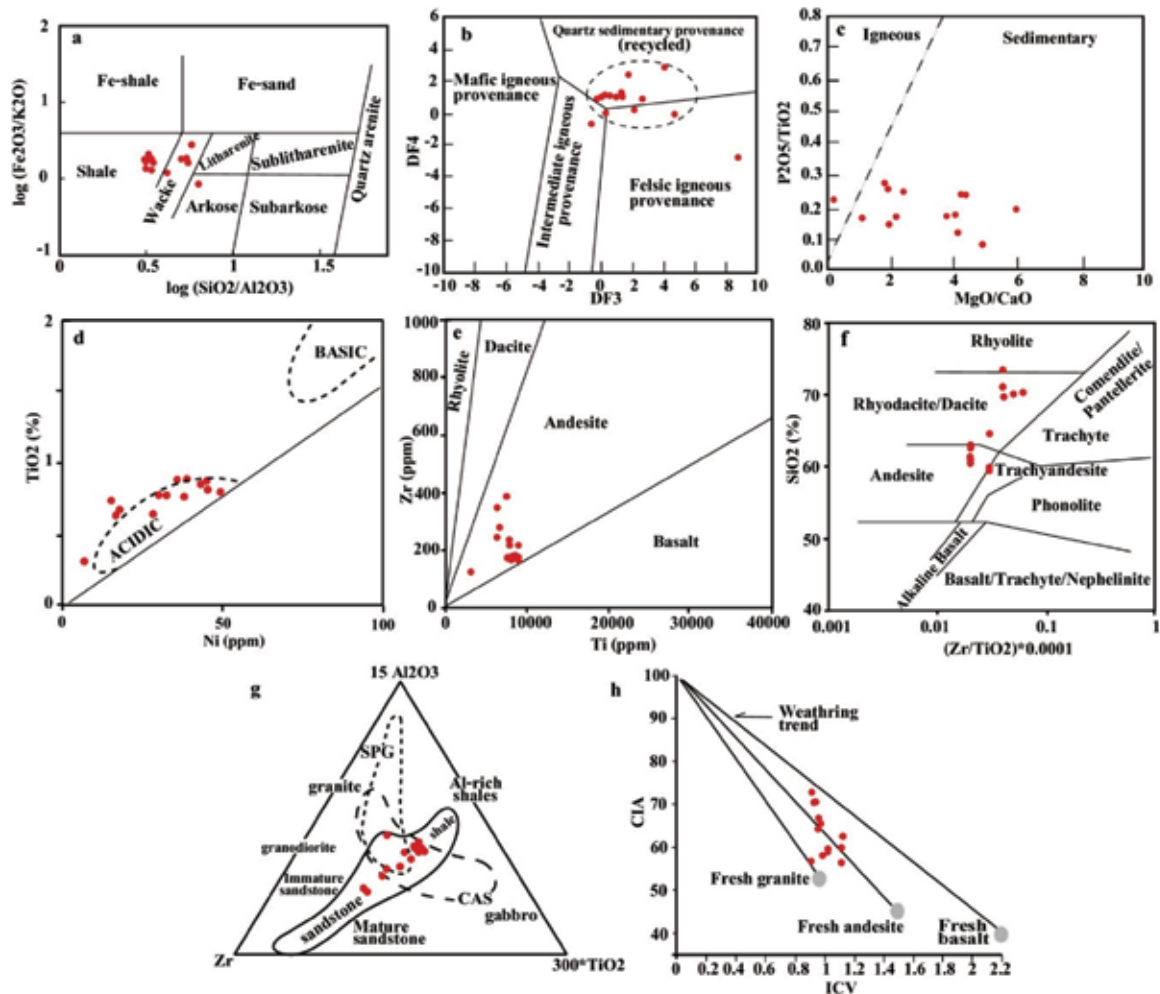 a
Fe-shale
Fe-sand
Shale
Wacke
Litharenite
Sublitharenite
Arkose
Subarkose
Quartz arenite
log (Fe2O3/K2O)
1
0
-1
0
0.5
1
1.5
log (SiO2/Al2O3)
b
Quartz sedimentary provenance
(recycled)
Mafic igneous
provenance
Intermediate igneous
provenance
Felsic igneous
provenance
DF4
6
4
2
0
-2
-4
-6
-8
-10
-10 -8 -6 -4 -2 0 2 4 6 8 10
DF3
c
Igneous
Sedimentary
P2O5/TiO2
0.8
0.7
0.6
0.5
0.4
0.3
0.2
0.1
0 2 4 6 8 10
MgO/CaO
d
BASIC
ACIDIC
TiO2 (%)
2
1
0
0
50
100
Ni (ppm)
e
Rhyolite
Dacite
Andesite
Basalt
Zr (ppm)
1000
800
600
400
200
0
0 10000 20000 30000 40000
Ti (ppm)
f
Rhyolite
Comendite/
Pantellerite
Rhyodacite/Dacite
Trachyte
Andesite
Trachyandesite
Phonolite
Alkaline Basalt
Basalt/Trachyte/Nephelinite
SiO2 (%)
80
70
60
50
40
0.001 0.01 0.1 1
(Zr/TiO2)*0.0001
g
15 Al2O3
SPG
granite
Al-rich
shales
shale
granodiorite
Immature
sandstone
CAS
gabbro
sandstone
Mature
sandstone
Zr
300*TiO2
h
Weathring
trend
Fresh granite
Fresh andesite
Fresh
basalt
CIA
100
90
80
70
60
50
40
0 0.2 0.4 0.6 0.8 1 1.2 1.4 1.6 1.8 2 2.2
ICV